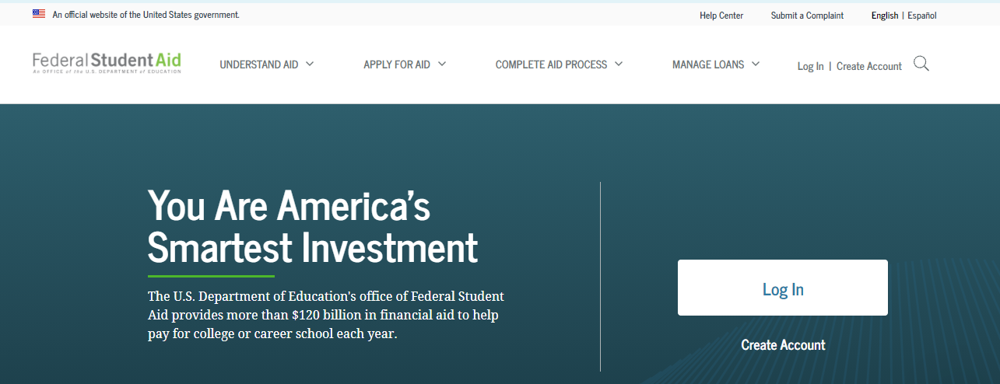 An official website of the United States government.
Help Center
Submit a Complaint
English | Español
Federal Student Aid
An OFFICE of the U.S. DEPARTMENT of EDUCATION
UNDERSTAND AID
APPLY FOR AID
COMPLETE AID PROCESS
MANAGE LOANS
Log In | Create Account
You Are America's
Smartest Investment
The U.S. Department of Education's office of Federal Student
Aid provides more than $120 billion in financial aid to help
pay for college or career school each year.
Log In
Create Account